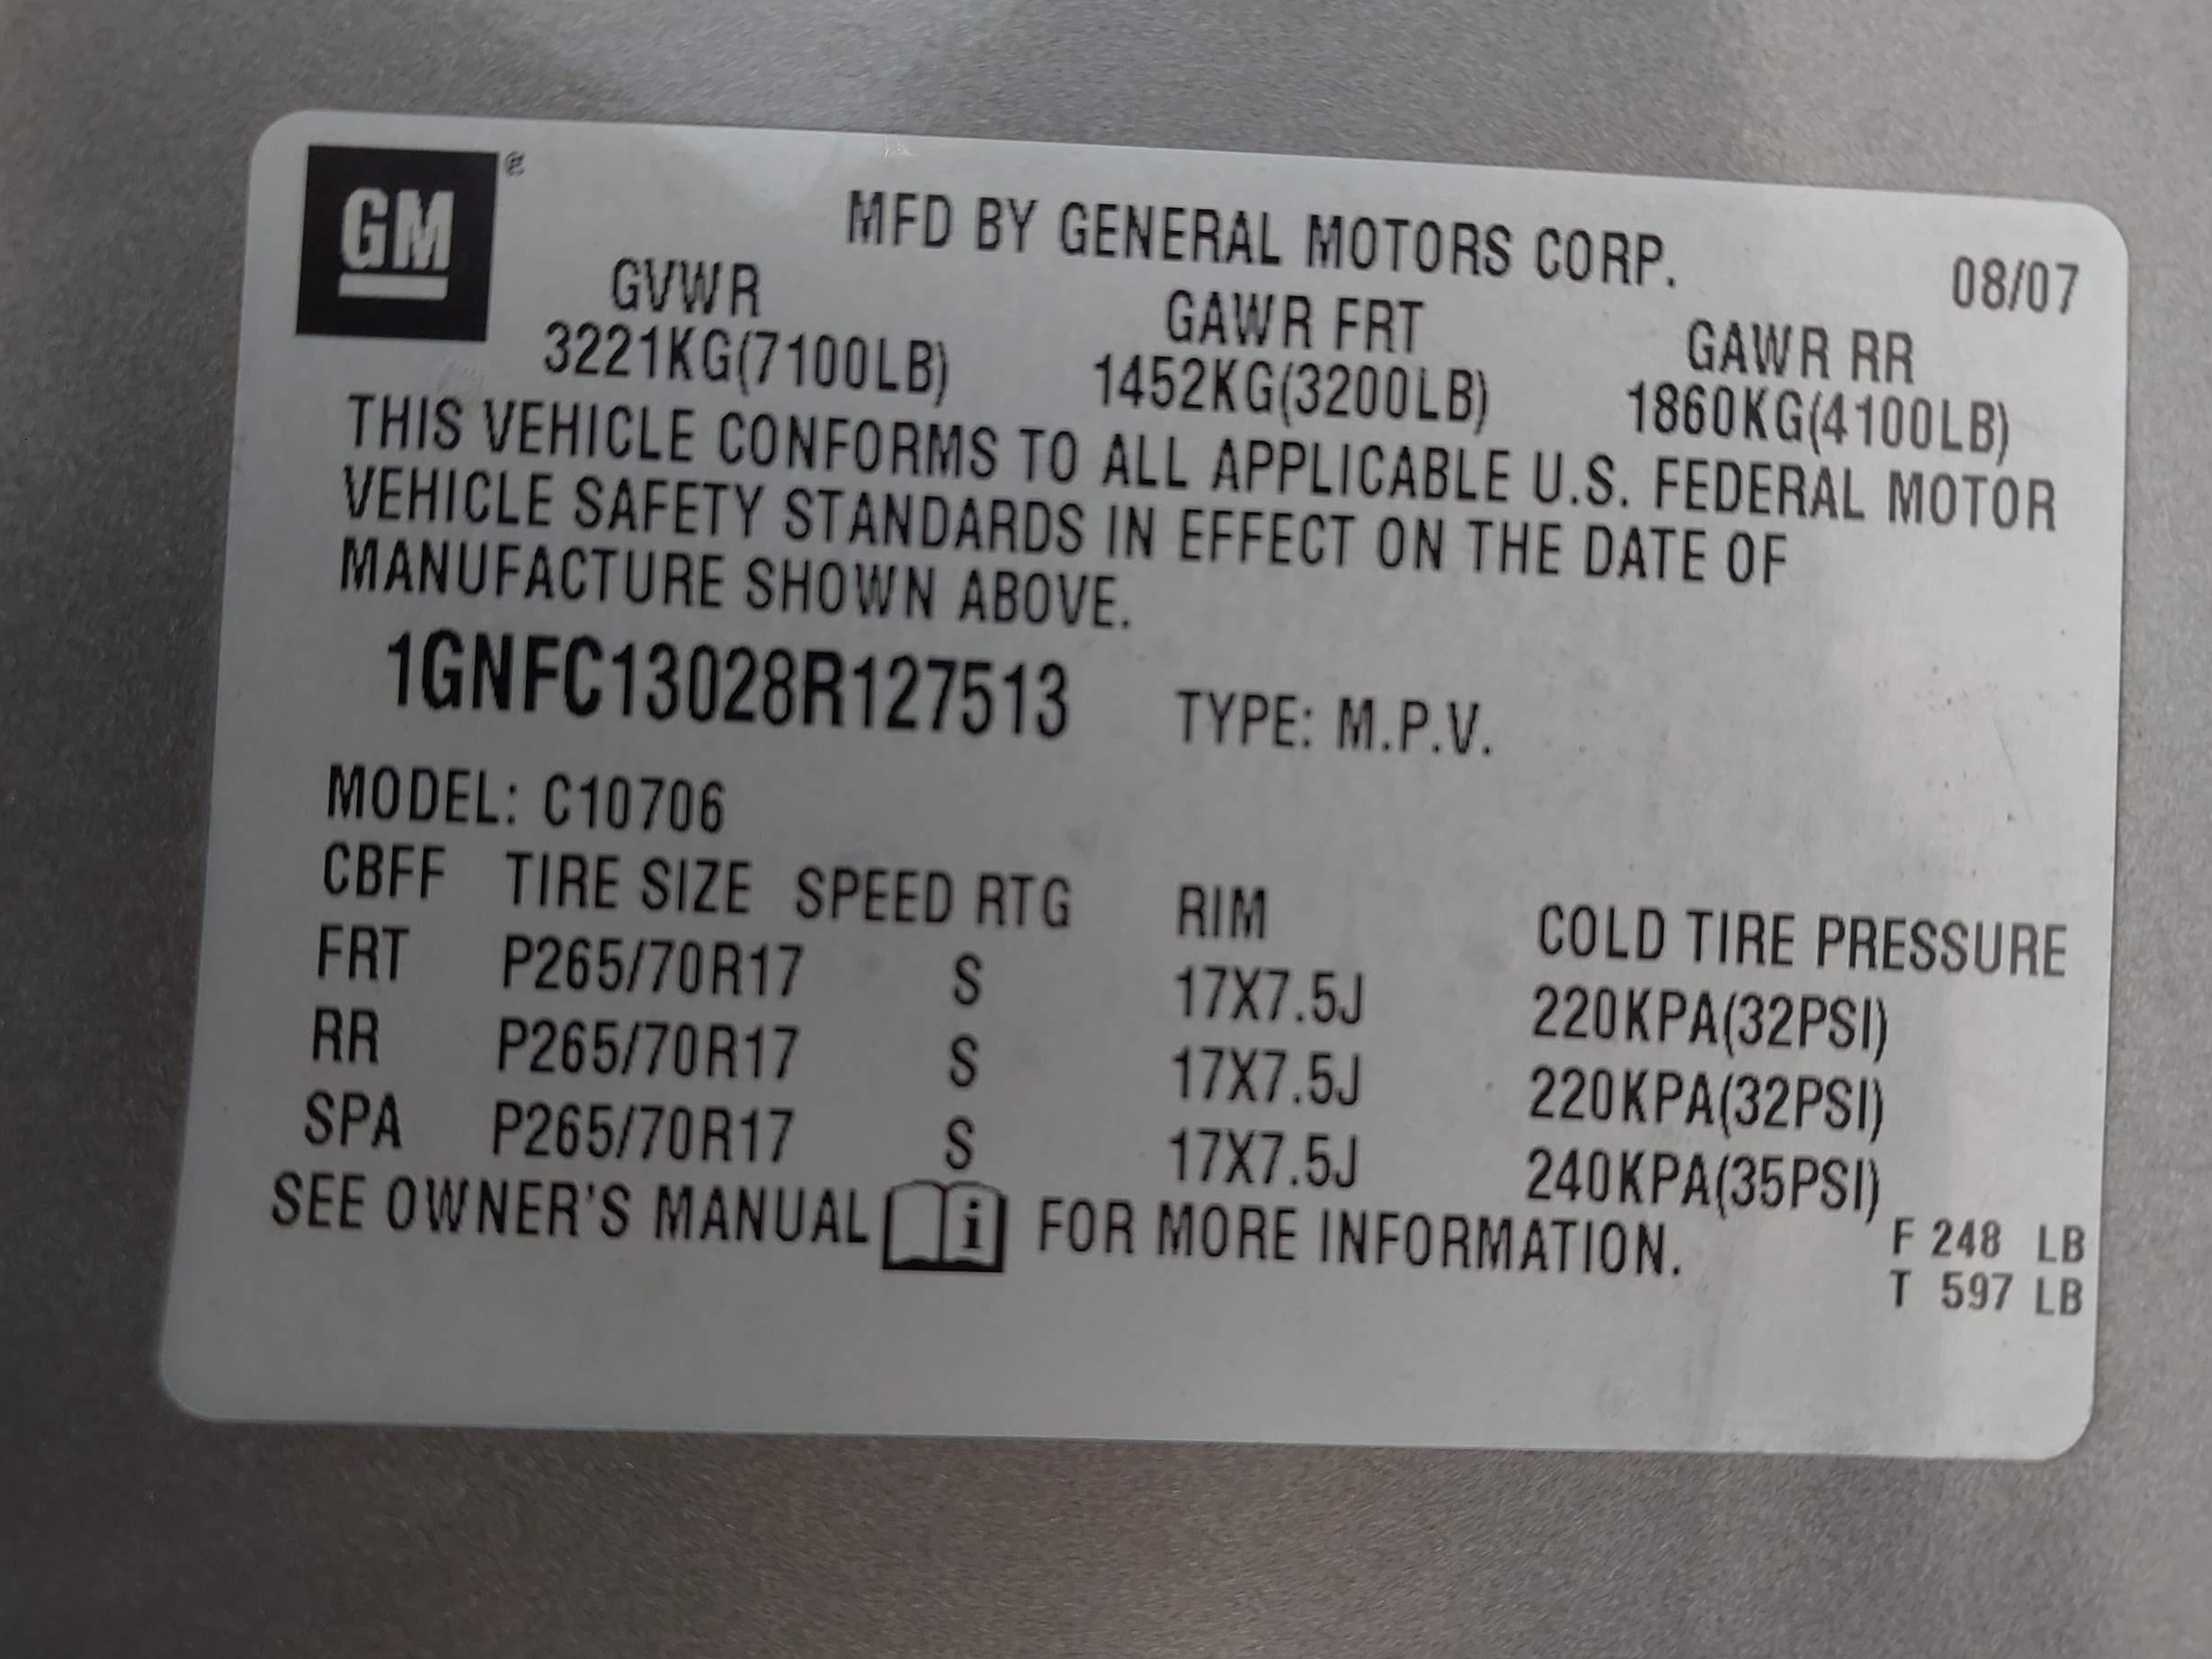 GM
MFD BY GENERAL MOTORS CORP. 08/07
GVWR GAWR FRT GAWR RR
3221KG(7100LB) 1452KG(3200LB) 1860KG(4100LB)
THIS VEHICLE CONFORMS TO ALL APPLICABLE U.S. FEDERAL MOTOR
VEHICLE SAFETY STANDARDS IN EFFECT ON THE DATE OF
MANUFACTURE SHOWN ABOVE.
1GNFC13028R127513 TYPE: M.P.V.
MODEL: C10706
CBFF TIRE SIZE SPEED RTG RIM COLD TIRE PRESSURE
FRT P265/70R17 S 17X7.5J 220KPA(32PSI)
RR P265/70R17 S 17X7.5J 220KPA(32PSI)
SPA P265/70R17 S 17X7.5J 240KPA(35PSI)
SEE OWNER'S MANUAL i FOR MORE INFORMATION.
F 248 LB
T 597 LB